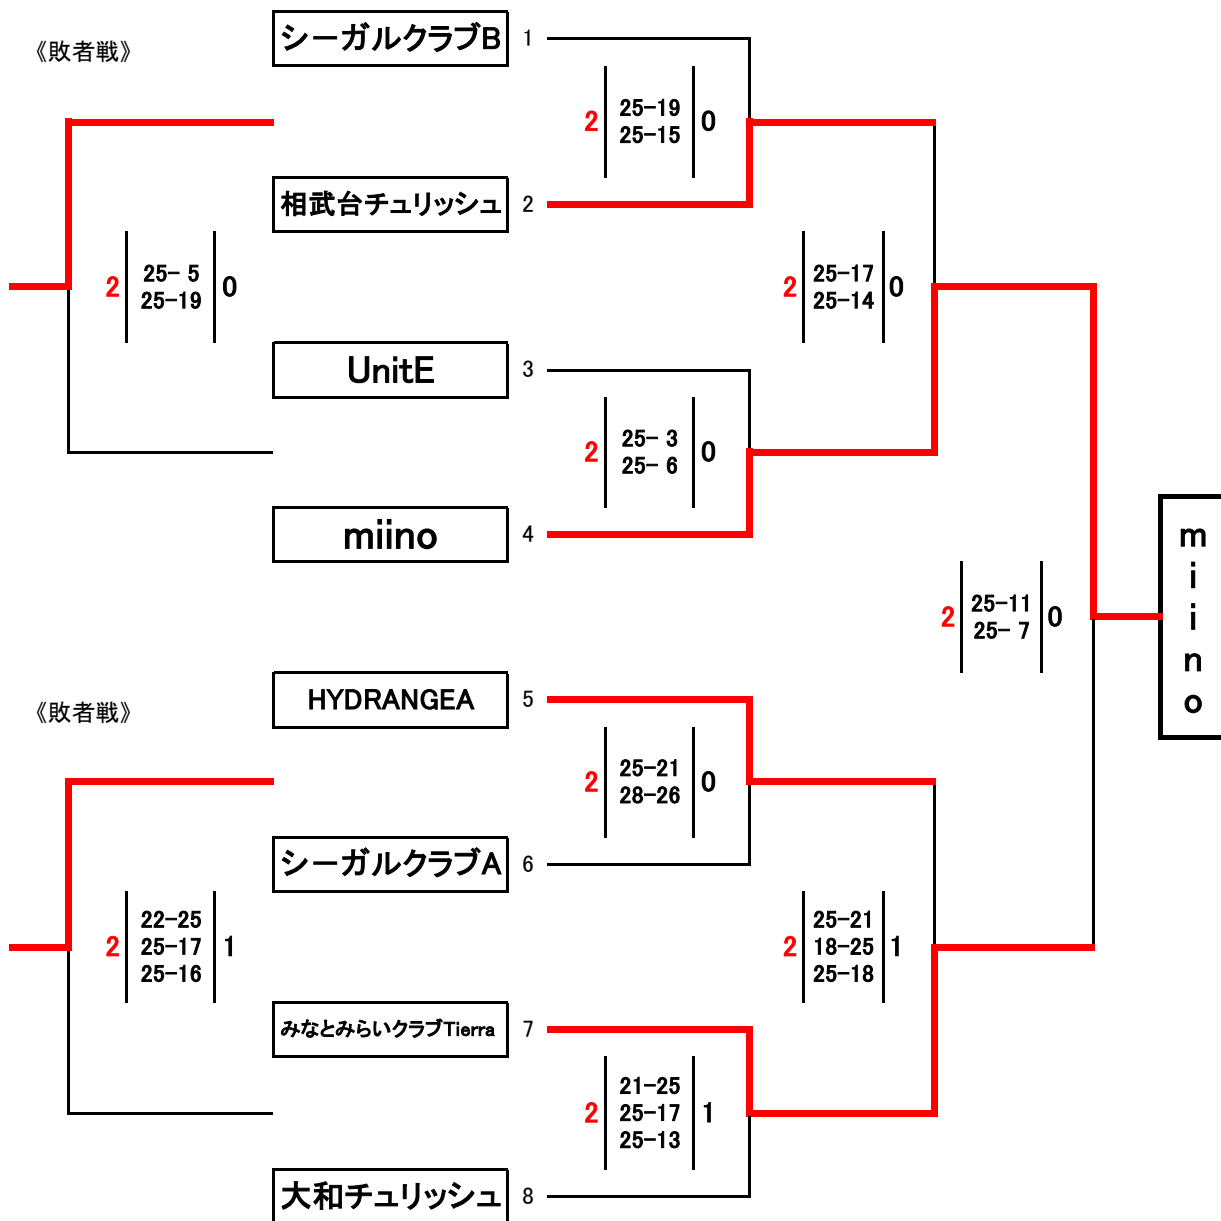 シーガルクラブB 1
《敗者戦》
2 25-19 0
25-15
相武台チュリッシュ 2
2 25- 5 0
25-19
2 25-17 0
25-14
UnitE 3
2 25- 3 0
25- 6
miino 4
miino
2 25-11 0
25- 7
HYDRANGEA 5
《敗者戦》
2 25-21 0
28-26
シーガルクラブA 6
22-25
2 25-17 1
25-16
25-21
2 18-25 1
25-18
みなとみらいクラブTierra 7
21-25
2 25-17 1
25-13
大和チュリッシュ 8